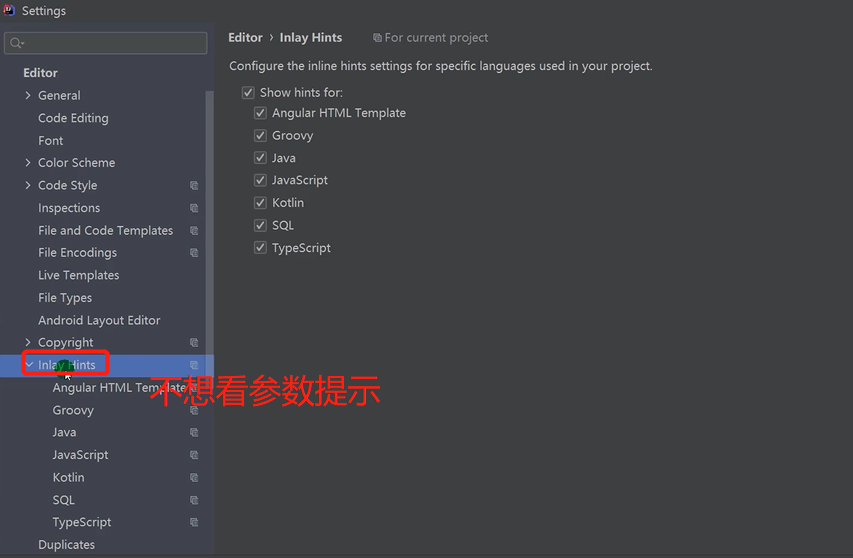 Settings
Editor
General
Code Editing
Font
Color Scheme
Code Style
Inspections
File and Code Templates
File Encodings
Live Templates
File Types
Android Layout Editor
Copyright
Inlay Hints
Angular HTML Template
Groovy
Java
JavaScript
Kotlin
SQL
TypeScript
Duplicates
不想看参数提示
Editor › Inlay Hints For current project
Configure the inline hints settings for specific languages used in your project.
Show hints for:
Angular HTML Template
Groovy
Java
JavaScript
Kotlin
SQL
TypeScript